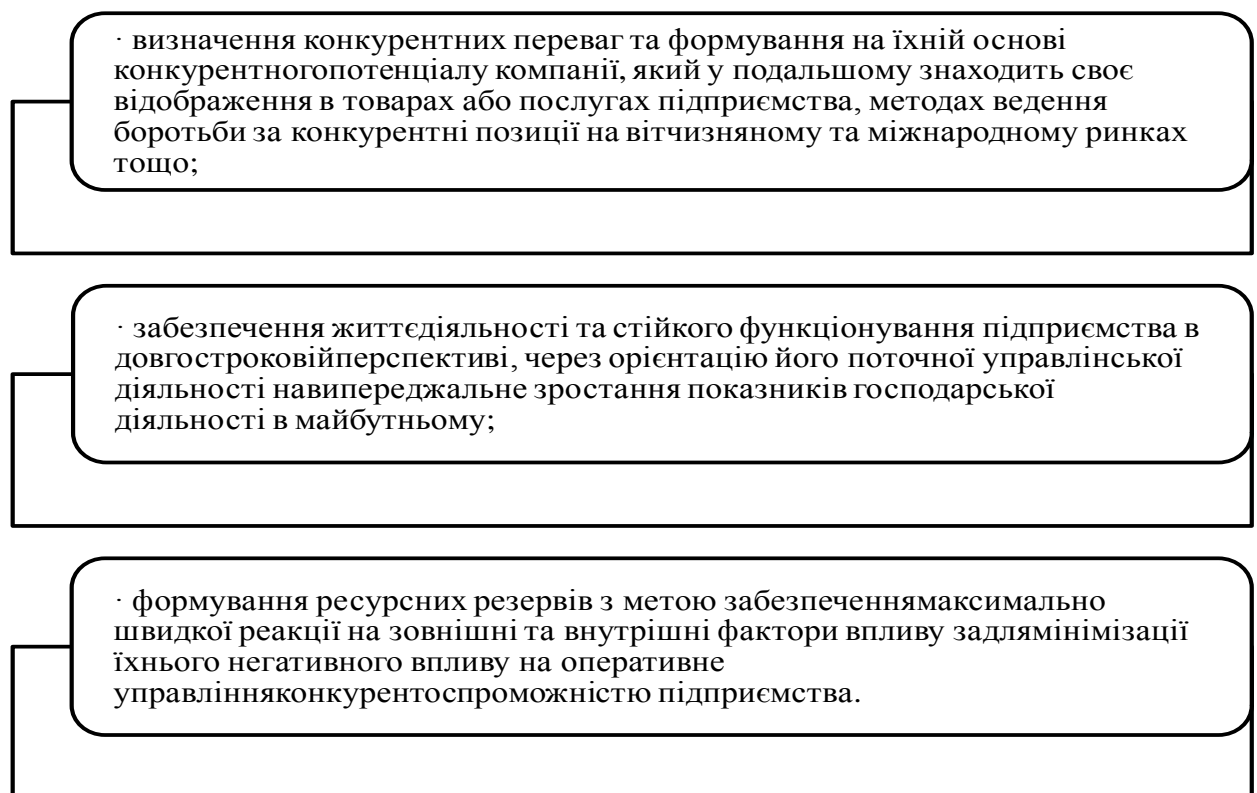 · визначення конкурентних переваг та формування на їхній основі
конкурентногопотенціалу компанії, який у подальшому знаходить своє
відображення в товарах або послугах підприємства, методах ведення
боротьби за конкурентні позиції на вітчизняному та міжнародному ринках
тощо;
· забезпечення життєдіяльності та стійкого функціонування підприємства в
довгостроковійперспективі, через орієнтацію його поточної управлінської
діяльності навипереджальне зростання показників господарської
діяльності в майбутньому;
· формування ресурсних резервів з метою забезпеченнямаксимально
швидкої реакції на зовнішні та внутрішні фактори впливу задлямінімізації
їхнього негативного впливу на оперативне
управлінняконкурентоспроможністю підприємства.